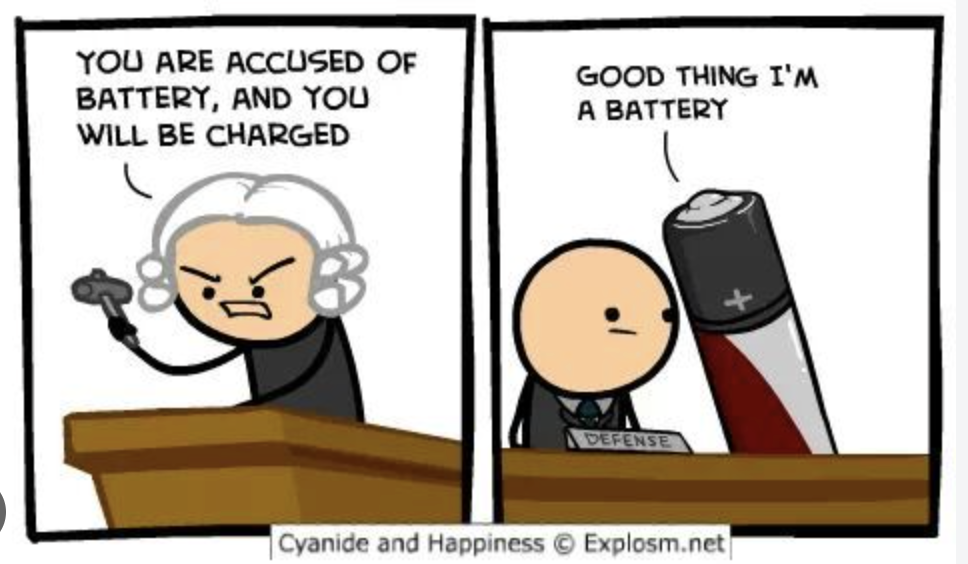 YOU ARE ACCUSED OF
BATTERY, AND YOU
WILL BE CHARGED
GOOD THING I'M
A BATTERY
+
DEFENSE
Cyanide and Happiness © Explosm.net